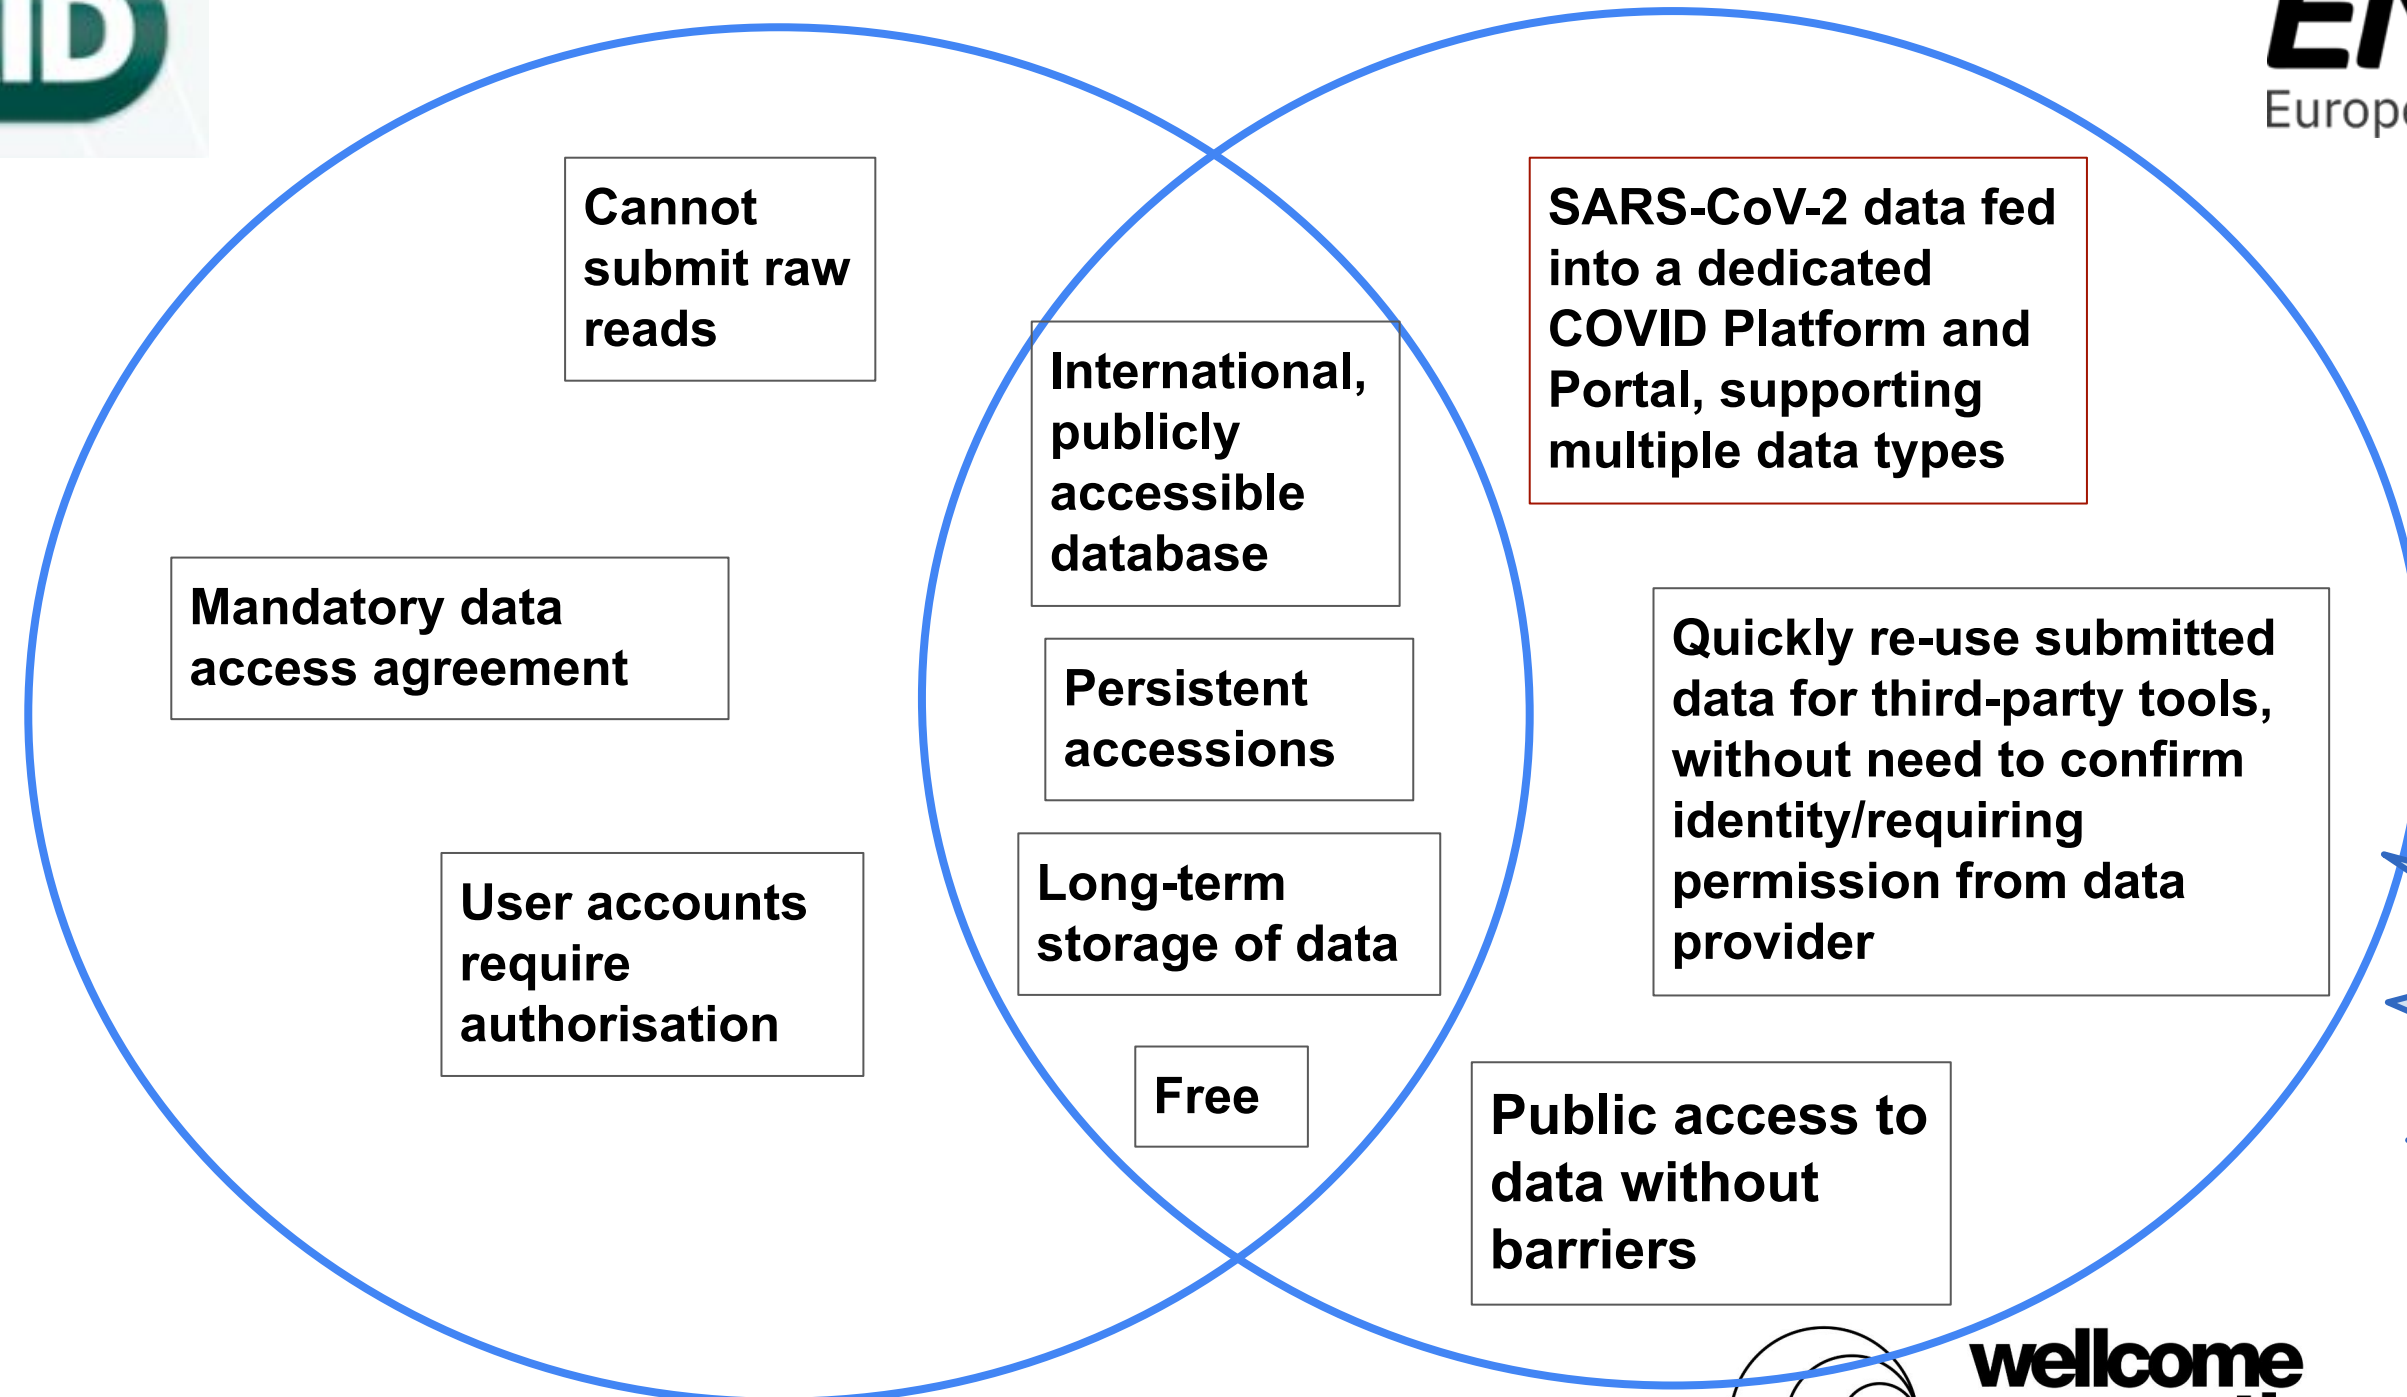 ID
Europe
Cannot
submit raw
reads
SARS-CoV-2 data fed
into a dedicated
COVID Platform and
Portal, supporting
multiple data types
International,
publicly
accessible
database
Mandatory data
access agreement
Persistent
accessions
Quickly re-use submitted
data for third-party tools,
without need to confirm
identity/requiring
permission from data
provider
User accounts
require
authorisation
Long-term
storage of data
Free
Public access to
data without
barriers
wellcome